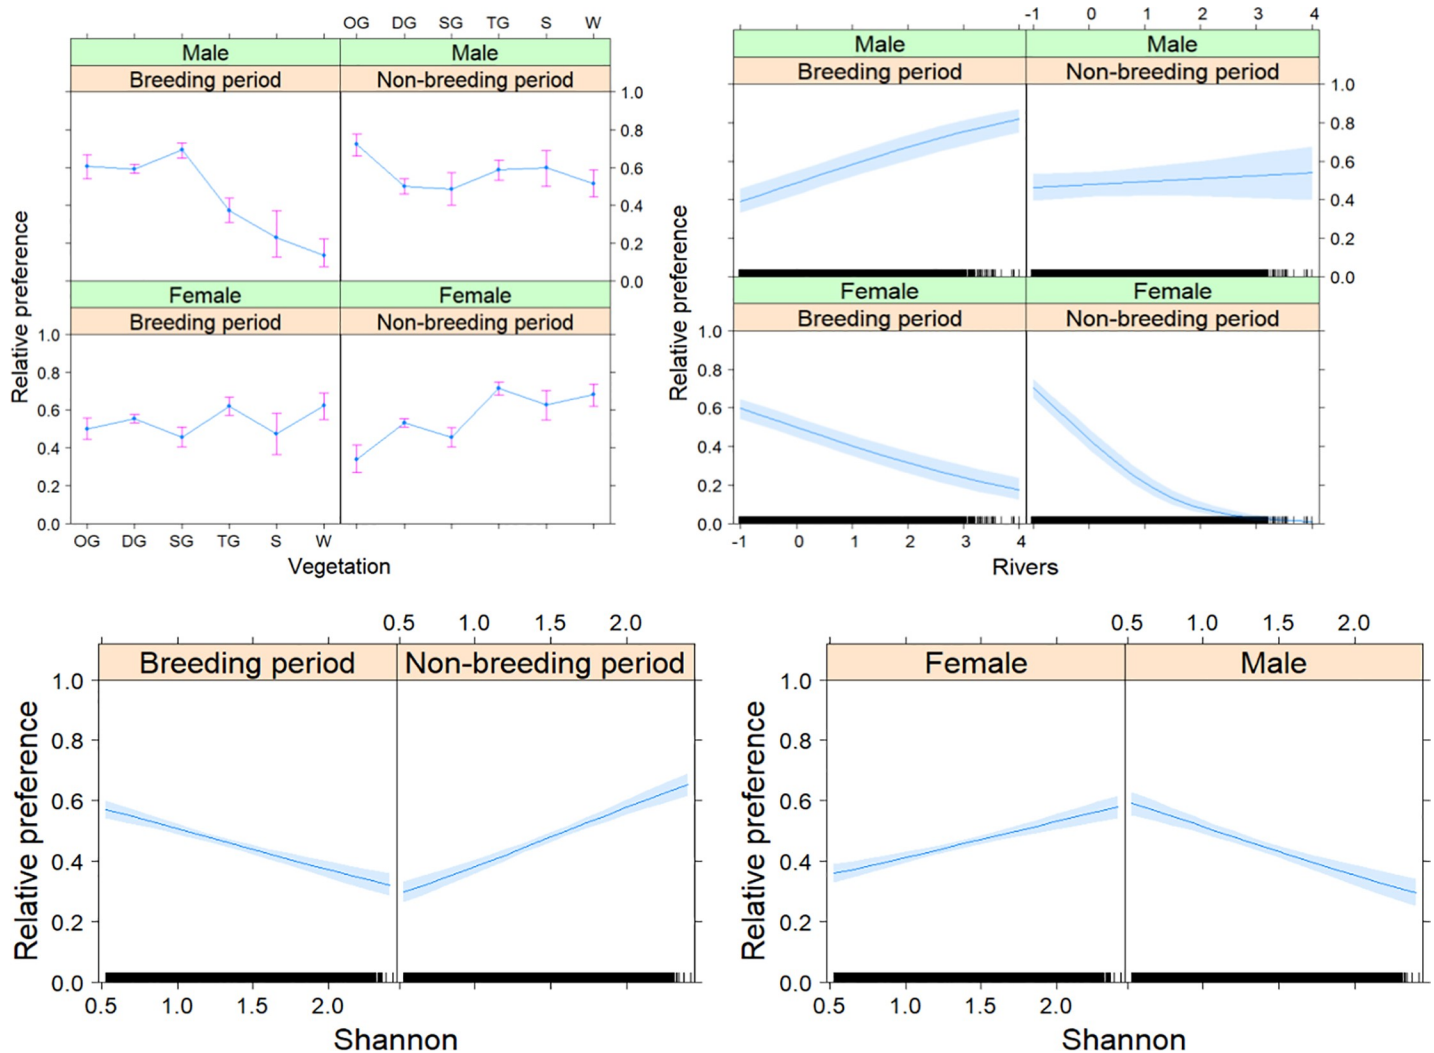 OG DG SG TG S W
Male Male
Breeding period Non-breeding period
1.0
0.8
0.6
0.4
0.2
0.0
Female Female
Breeding period Non-breeding period
1.0
0.8
0.6
0.4
0.2
0.0
OG DG SG TG S W
Vegetation
Relative preference
-1 0 1 2 3 4
Male Male
Breeding period Non-breeding period
1.0
0.8
0.6
0.4
0.2
0.0
Female Female
Breeding period Non-breeding period
1.0
0.8
0.6
0.4
0.2
0.0
-1 0 1 2 3 4
Rivers
Relative preference
0.5 1.0 1.5 2.0
Breeding period Non-breeding period
1.0
0.8
0.6
0.4
0.2
0.0
0.5 1.0 1.5 2.0
Shannon
Relative preference
0.5 1.0 1.5 2.0
Female Male
1.0
0.8
0.6
0.4
0.2
0.0
0.5 1.0 1.5 2.0
Shannon
Relative preference